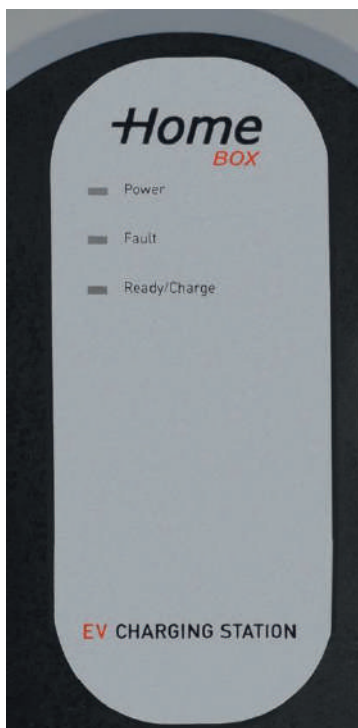 Home
BOX
Power
Fault
Ready/Charge
EV CHARGING STATION